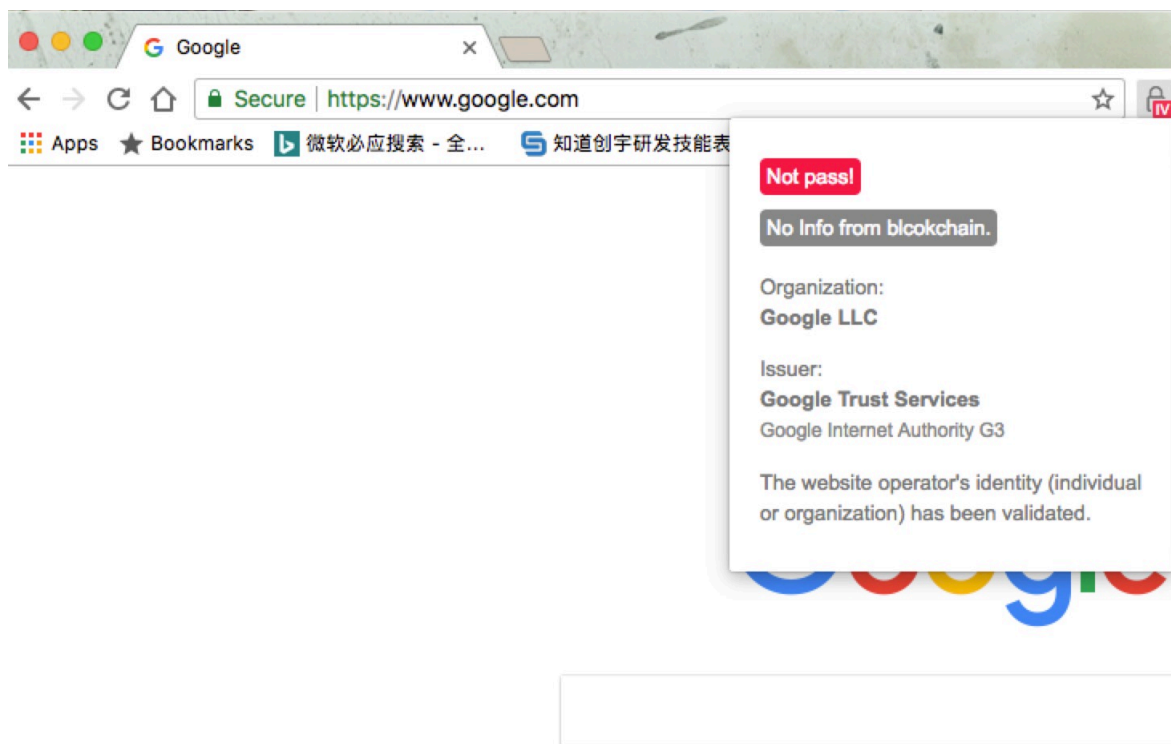 Google
Secure https://www.google.com
IV
Apps Bookmarks 微软必应搜索 - 全... 知道创宇研发技能表
Not pass!
No Info from blcokchain.
Organization:
Google LLC
Issuer:
Google Trust Services
Google Internet Authority G3
The website operator's identity (individual
or organization) has been validated.
Google